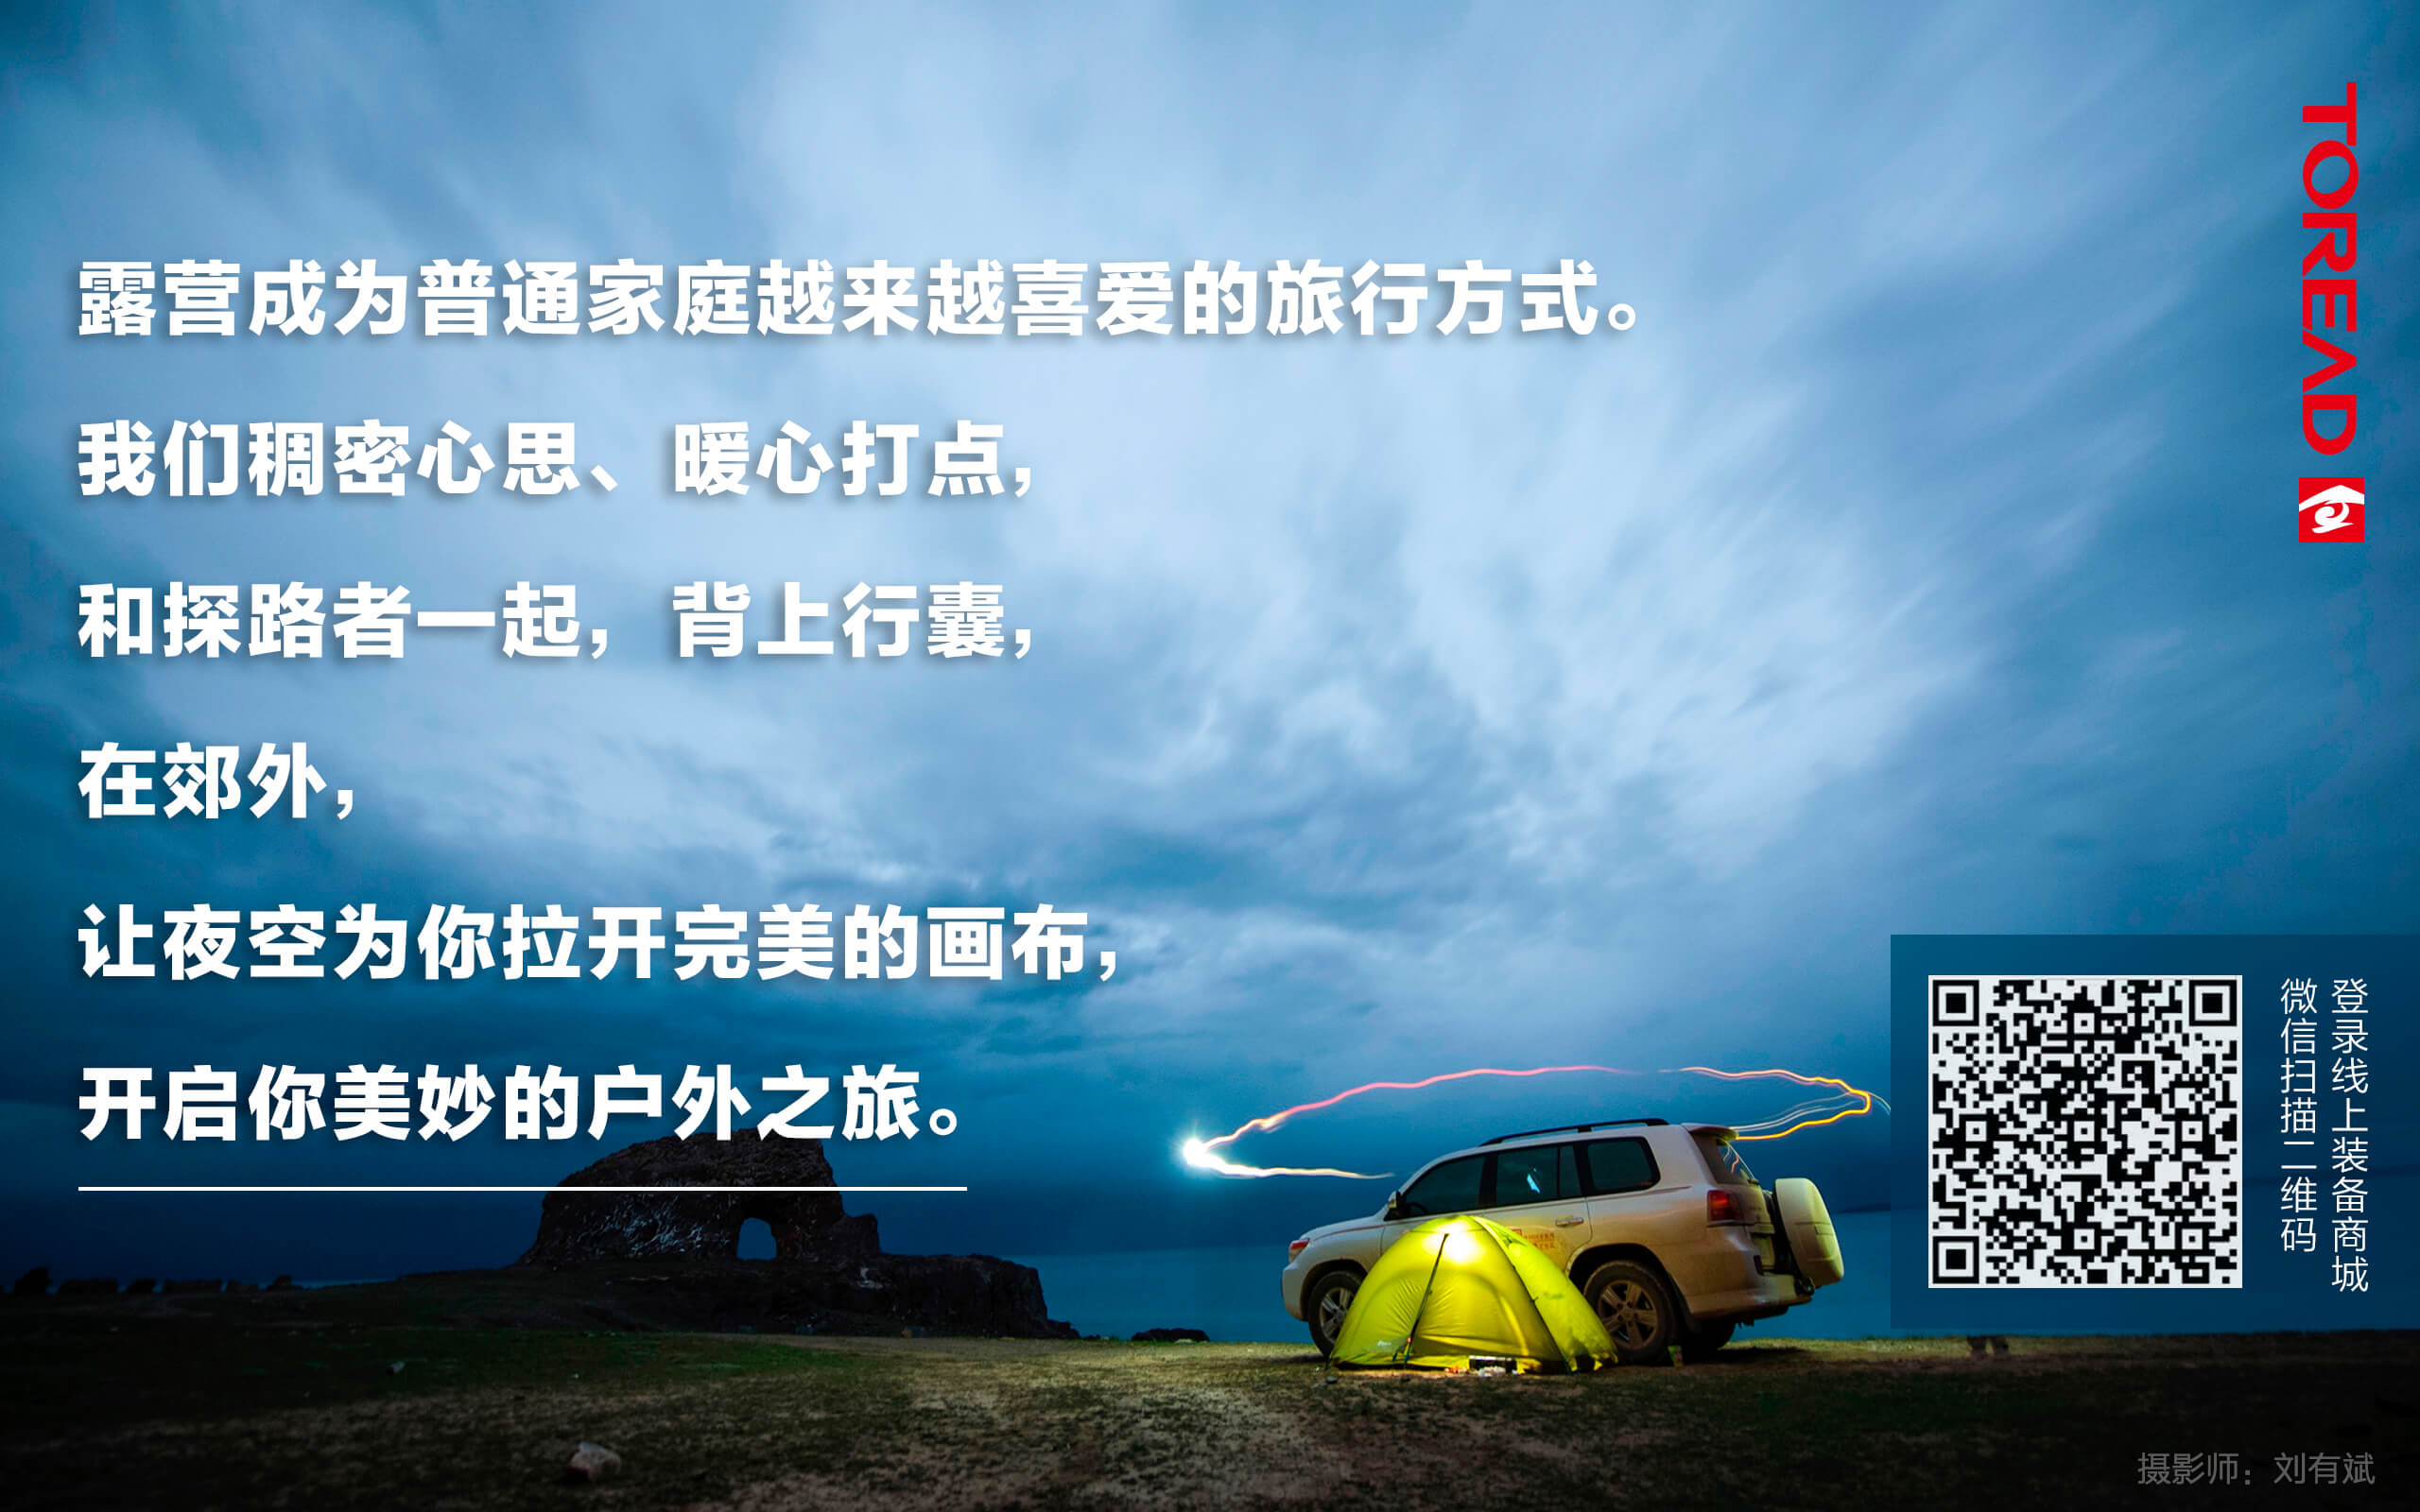 露营成为普通家庭越来越喜爱的旅行方式。
我们稠密心思、暖心打点，
和探路者一起，背上行囊，
在郊外，
让夜空为你拉开完美的画布，
开启你美妙的户外之旅。
TOREAD
登录线上装备商城
微信扫描二维码
摄影师：刘有斌